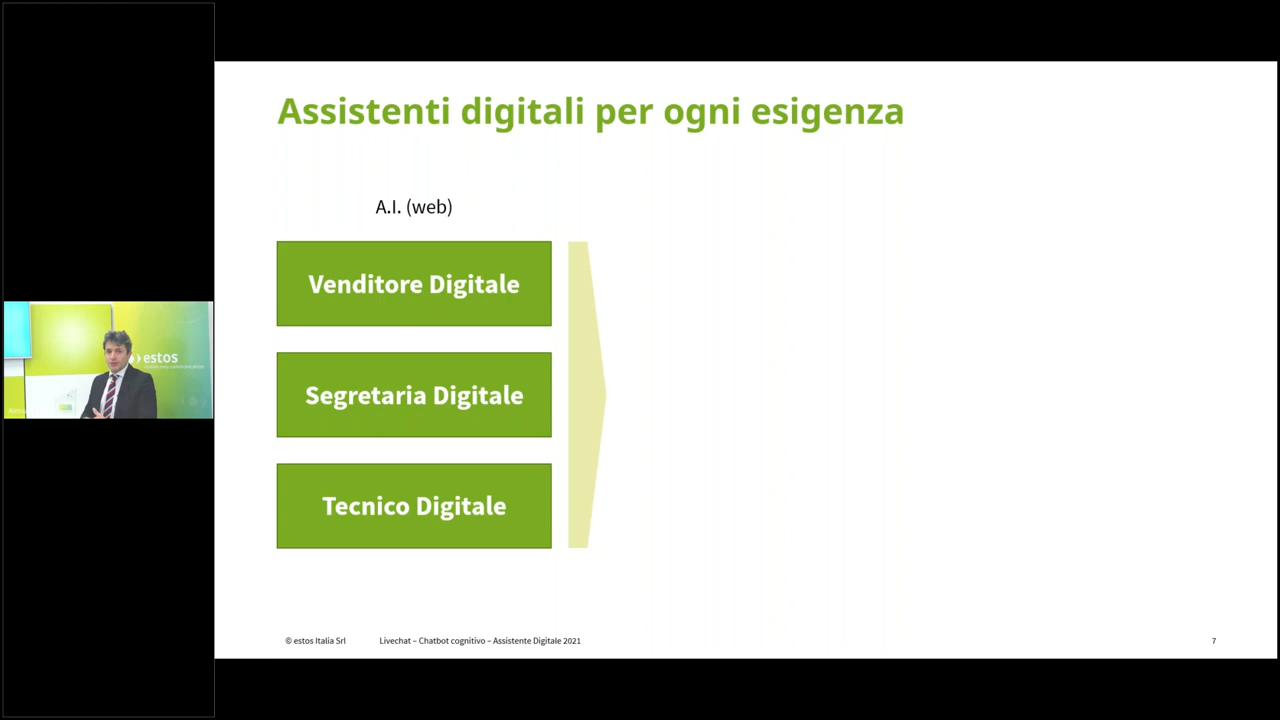 Assistenti digitali per ogni esigenza
A.I. (web)
Venditore Digitale
Segretaria Digitale
Tecnico Digitale
estos
© estos Italia Srl
Livechat – Chatbot cognitivo – Assistente Digitale 2021
7